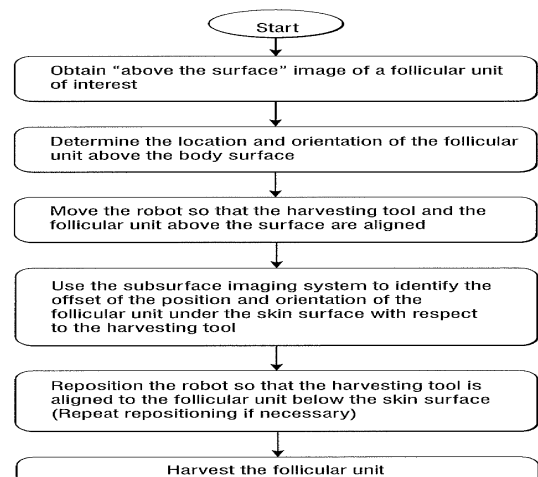 Start
Obtain “above the surface” image of a follicular unit
of interest
Determine the location and orientation of the follicular
unit above the body surface
Move the robot so that the harvesting tool and the
follicular unit above the surface are aligned
Use the subsurface imaging system to identify the
offset of the position and orientation of the
follicular unit under the skin surface with respect
to the harvesting tool
Reposition the robot so that the harvesting tool is
aligned to the follicular unit below the skin surface
(Repeat repositioning if necessary)
Harvest the follicular unit